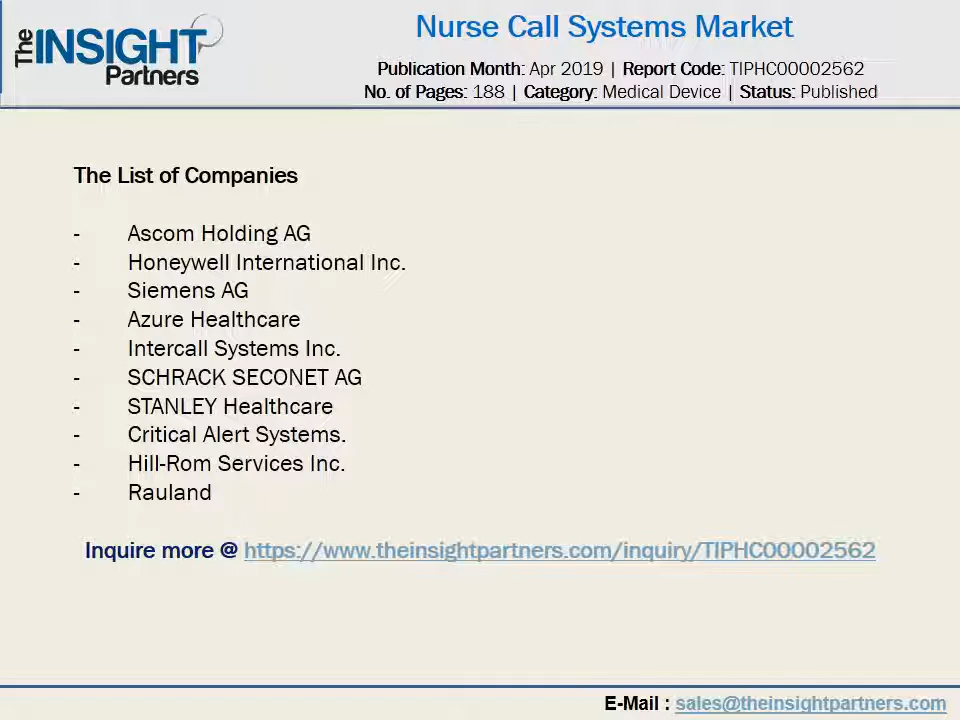 The INSIGHT Partners
Nurse Call Systems Market
Publication Month: Apr 2019 | Report Code: TIPHC00002562
No. of Pages: 188 | Category: Medical Device | Status: Published
The List of Companies
- Ascom Holding AG
- Honeywell International Inc.
- Siemens AG
- Azure Healthcare
- Intercall Systems Inc.
- SCHRACK SECONET AG
- STANLEY Healthcare
- Critical Alert Systems.
- Hill-Rom Services Inc.
- Rauland
Inquire more @ https://www.theinsightpartners.com/inquiry/TIPHC00002562
E-Mail : sales@theinsightpartners.com